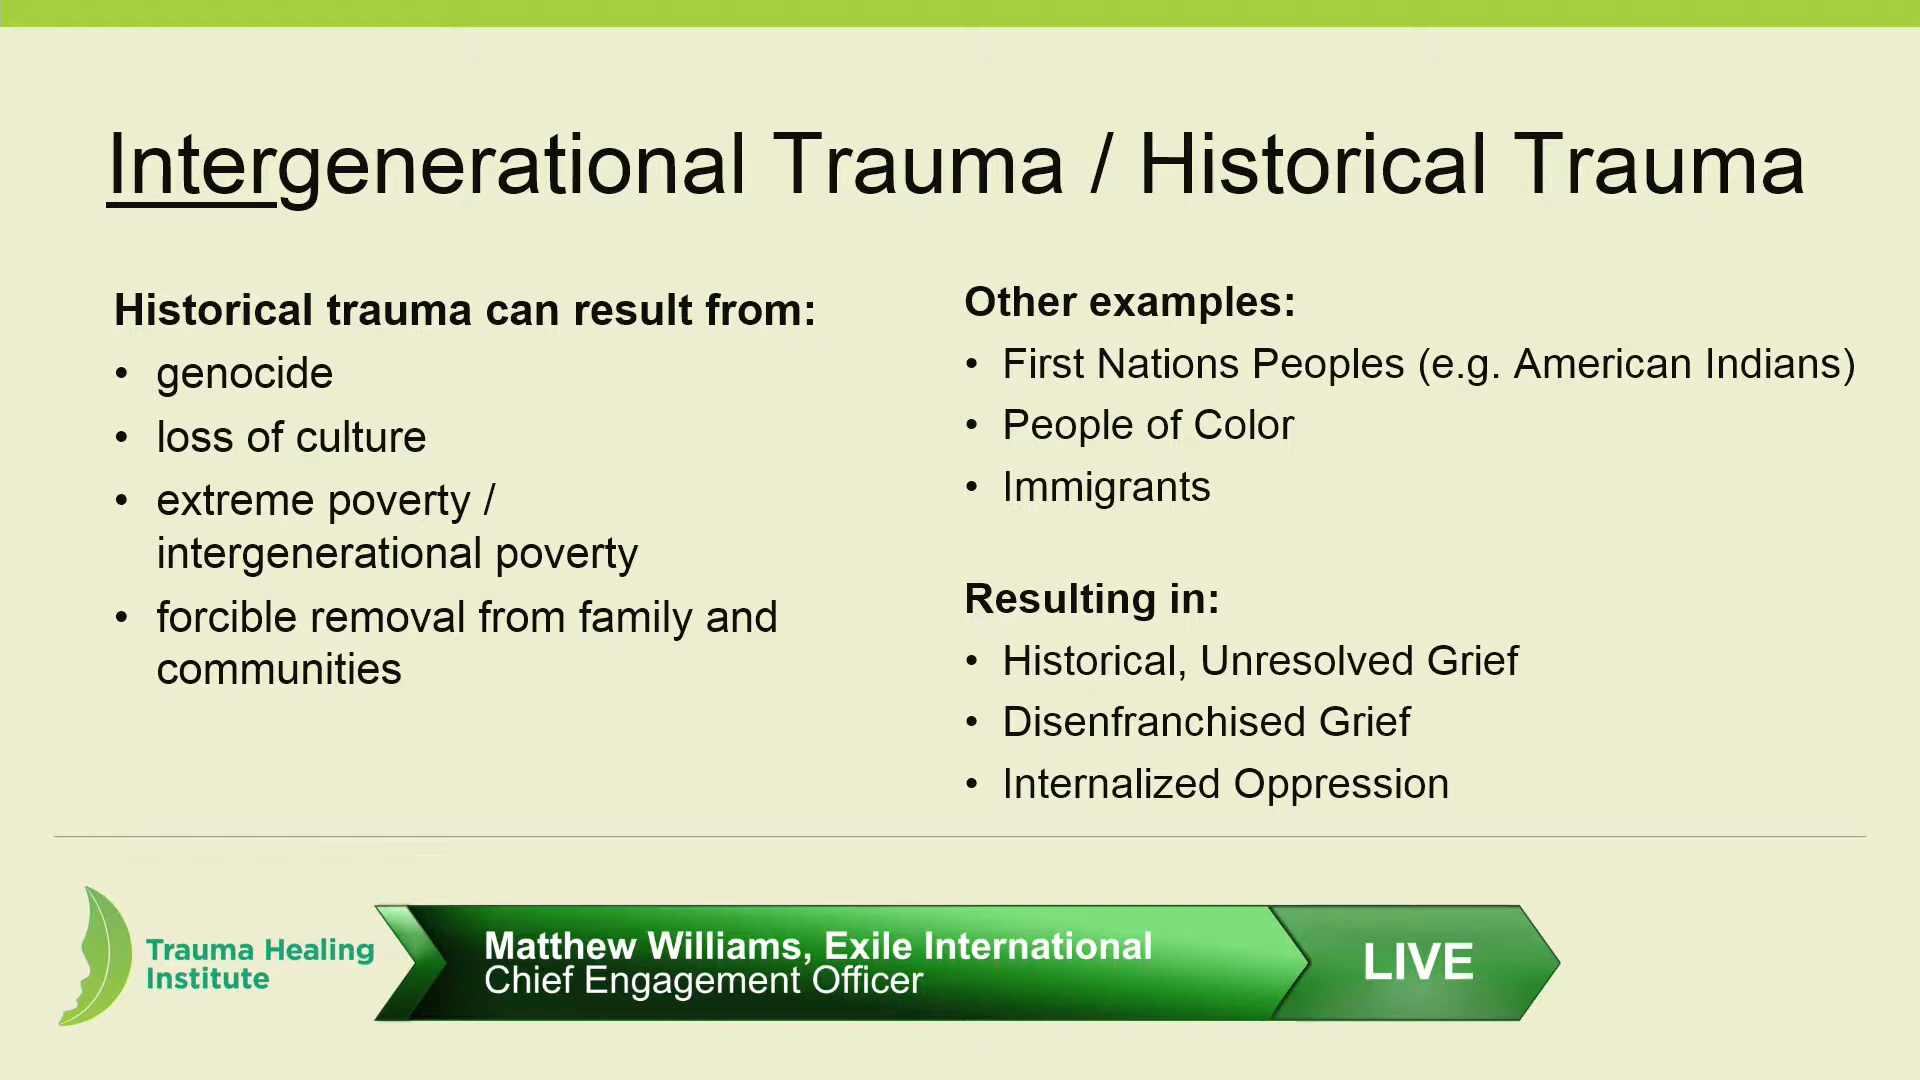 Intergenerational Trauma / Historical Trauma
Historical trauma can result from:
• genocide
• loss of culture
• extreme poverty /
intergenerational poverty
• forcible removal from family and
communities
Other examples:
• First Nations Peoples (e.g. American Indians)
• People of Color
• Immigrants
Resulting in:
• Historical, Unresolved Grief
• Disenfranchised Grief
• Internalized Oppression
Trauma Healing
Institute
Matthew Williams, Exile International
Chief Engagement Officer
LIVE